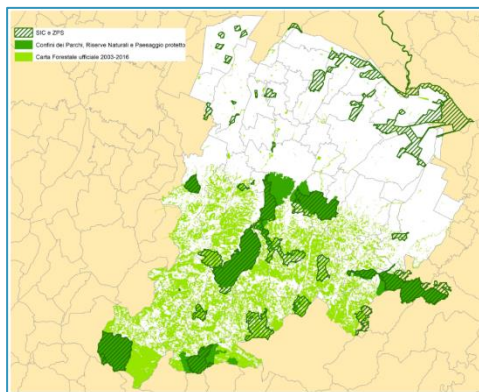 SIC e ZPS
Confini dei Parchi, Riserve Naturali e Paesaggio protetto
Carta Forestale ufficiale 2003-2016